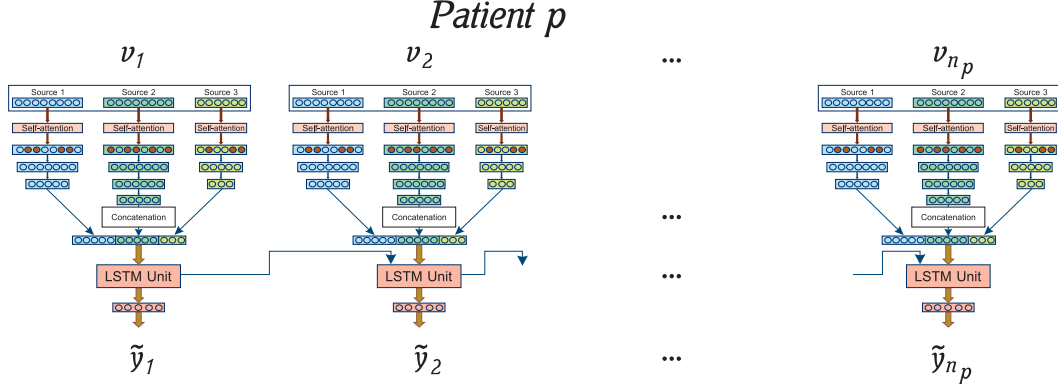 Patient p
v1 v2 ... vnp
Source 1 Source 2 Source 3 Source 1 Source 2 Source 3 Source 1 Source 2 Source 3
Self-attention Self-attention Self-attention Self-attention Self-attention Self-attention Self-attention Self-attention Self-attention
Concatenation Concatenation ... Concatenation
LSTM Unit LSTM Unit ... LSTM Unit
ỹ1 ỹ2 ... ỹnp